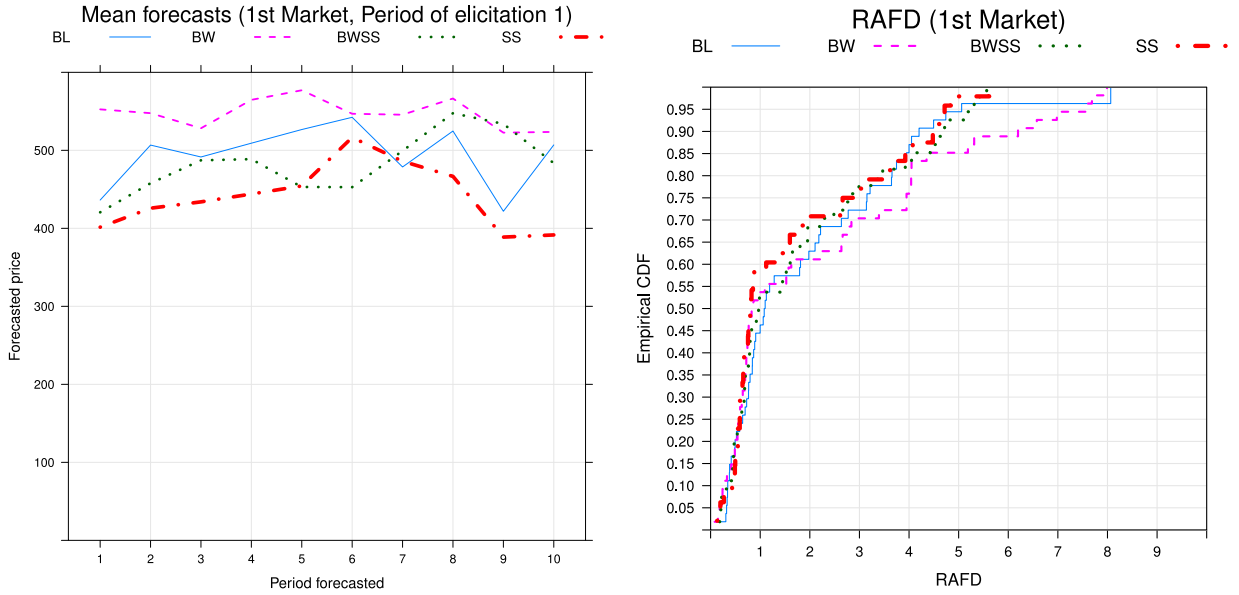 Mean forecasts (1st Market, Period of elicitation 1)
BL BW BWSS SS
500
400
300
200
100
Forecasted price
1 2 3 4 5 6 7 8 9 10
Period forecasted
RAFD (1st Market)
BL BW BWSS SS
0.95
0.90
0.85
0.80
0.75
0.70
0.65
0.60
0.55
0.50
0.45
0.40
0.35
0.30
0.25
0.20
0.15
0.10
0.05
Empirical CDF
1 2 3 4 5 6 7 8 9
RAFD